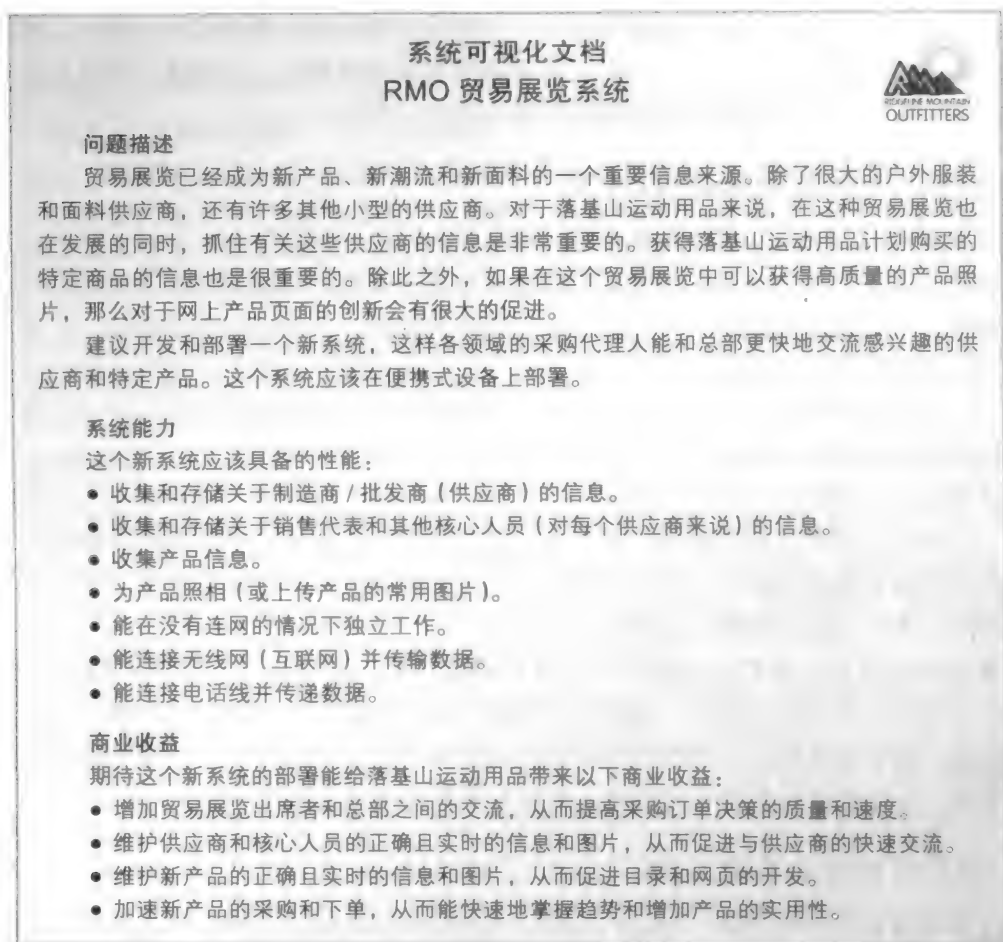 系统可视化文档
RMO 贸易展览系统
RIDGELINE MOUNTAIN
OUTFITTERS
问题描述
贸易展览已经成为新产品、新潮流和新面料的一个重要信息来源。除了很大的户外服装
和面料供应商，还有许多其他小型的供应商。对于落基山运动用品来说，在这种贸易展览也
在发展的同时，抓住有关这些供应商的信息是非常重要的。获得落基山运动用品计划购买的
特定商品的信息也是很重要的。除此之外，如果在这个贸易展览中可以获得高质量的产品照
片，那么对于网上产品页面的创新会有很大的促进。
建议开发和部署一个新系统，这样各领域的采购代理人能和总部更快地交流感兴趣的供
应商和特定产品。这个系统应该在便携式设备上部署。
系统能力
这个新系统应该具备的性能：
● 收集和存储关于制造商 / 批发商（供应商）的信息。
● 收集和存储关于销售代表和其他核心人员（对每个供应商来说）的信息。
● 收集产品信息。
● 为产品照相（或上传产品的常用图片）。
● 能在没有连网的情况下独立工作。
● 能连接无线网（互联网）并传输数据。
● 能连接电话线并传递数据。
商业收益
期待这个新系统的部署能给落基山运动用品带来以下商业收益：
● 增加贸易展览出席者和总部之间的交流，从而提高采购订单决策的质量和速度。
● 维护供应商和核心人员的正确且实时的信息和图片，从而促进与供应商的快速交流。
● 维护新产品的正确且实时的信息和图片，从而促进目录和网页的开发。
● 加速新产品的采购和下单，从而能快速地掌握趋势和增加产品的实用性。